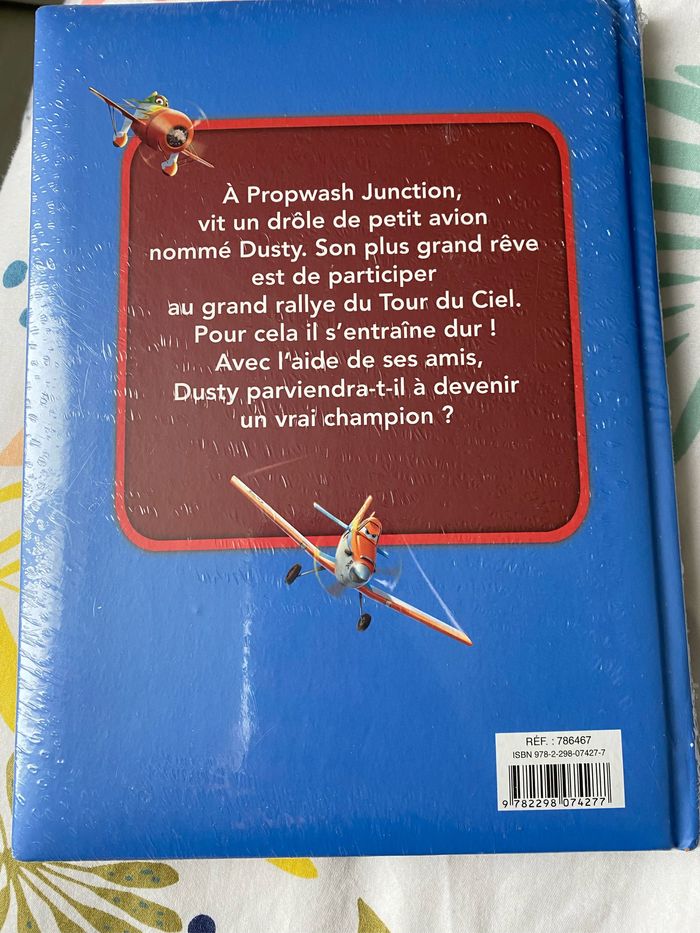 À Propwash Junction,
vit un drôle de petit avion
nommé Dusty. Son plus grand rêve
est de participer
au grand rallye du Tour du Ciel.
Pour cela il s’entraîne dur !
Avec l’aide de ses amis,
Dusty parviendra-t-il à devenir
un vrai champion ?
RÉF. : 786467
ISBN 978-2-298-07427-7
9 782298 074277